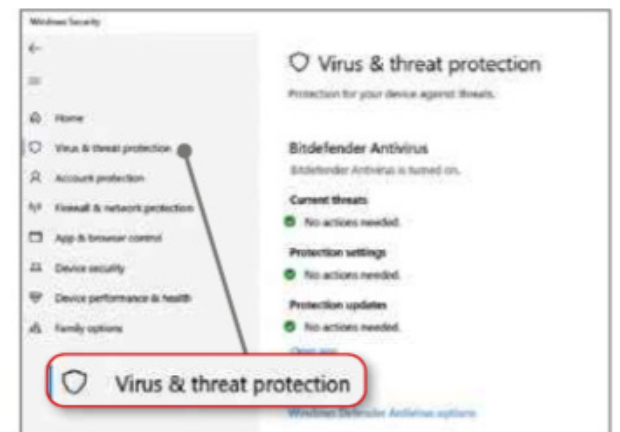 Windows Security
Home
Virus & threat protection
Account protection
Firewall & network protection
App & browser control
Device security
Device performance & health
Family options
Virus & threat protection
Virus & threat protection
Protection for your device against threats.
Bitdefender Antivirus
Bitdefender Antivirus is turned on.
Current threats
No actions needed.
Protection settings
No actions needed.
Protection updates
No actions needed.
Open app
Windows Defender Antivirus options